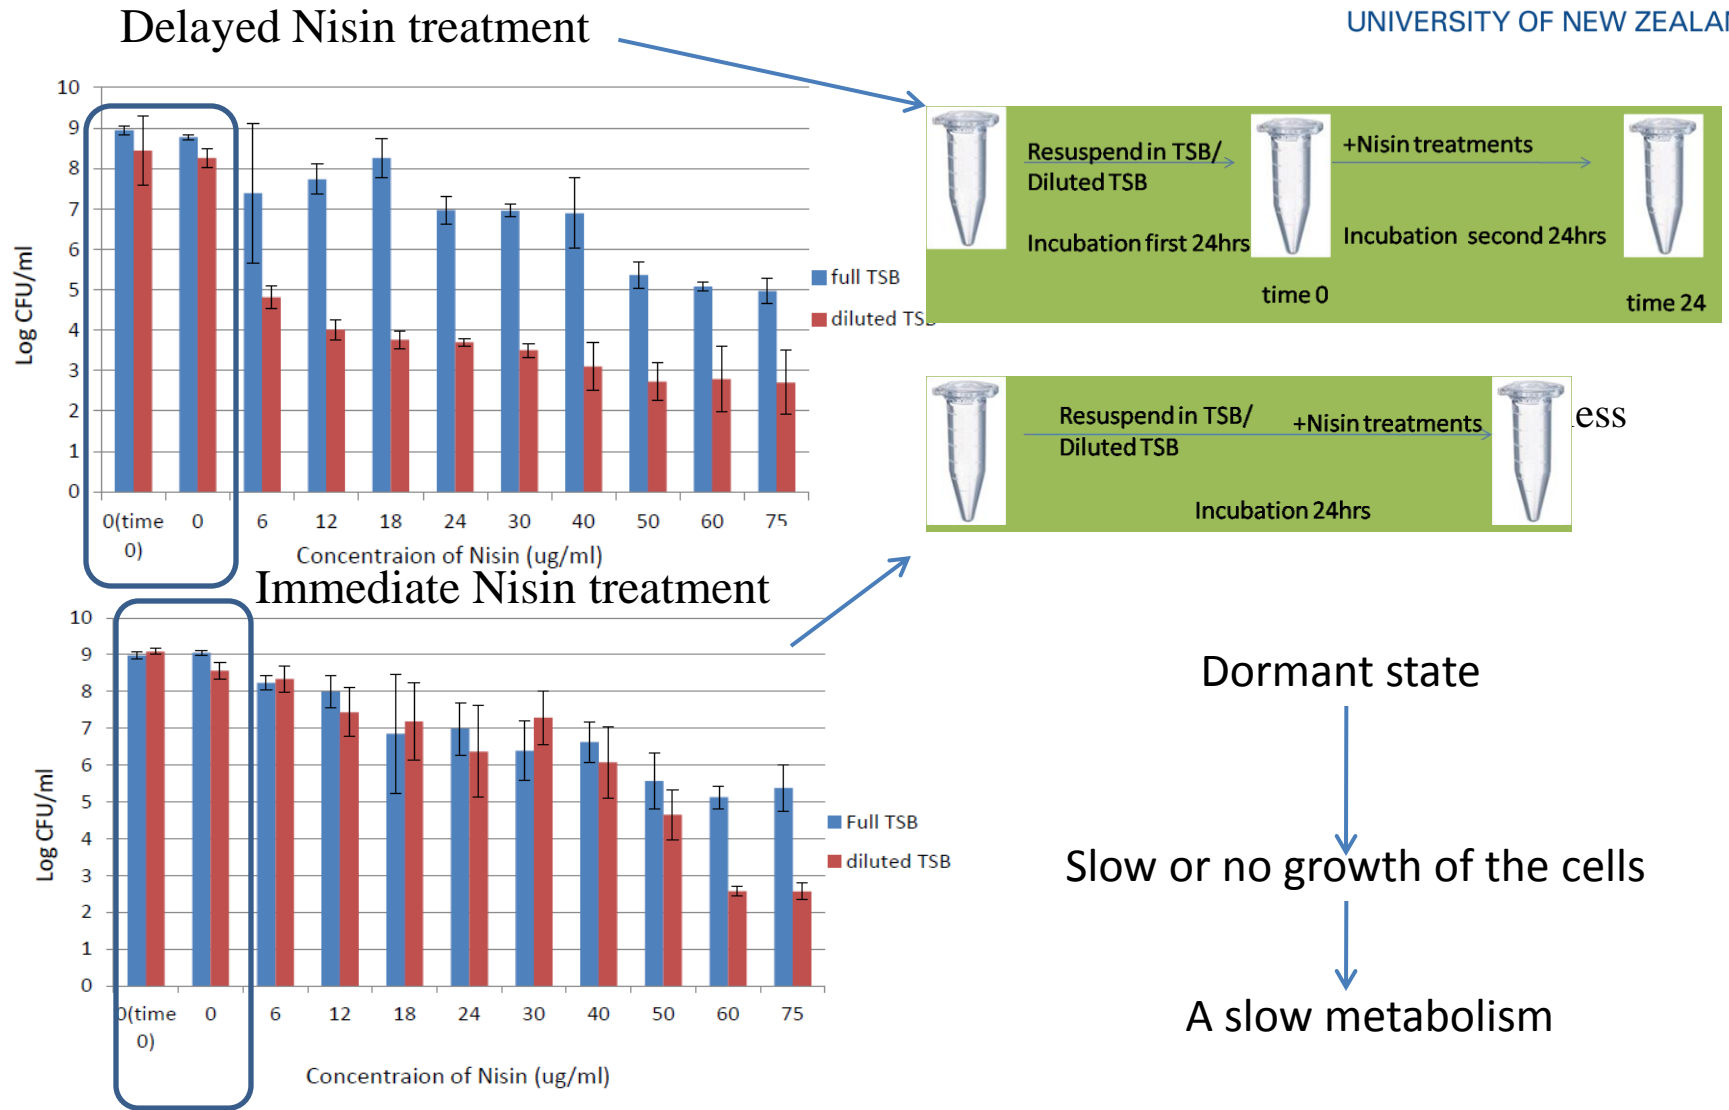 Delayed Nisin treatment
UNIVERSITY OF NEW ZEALA
10
9
8
7
6
5
4
3
2
1
0
Log CFU/ml
0(time
0)
0
6
12
18
24
30
40
50
60
75
Concentraion of Nisin (ug/ml)
full TSB
diluted TSB
Resuspend in TSB/
Diluted TSB
Incubation first 24hrs
time 0
+Nisin treatments
Incubation second 24hrs
time 24
Resuspend in TSB/
Diluted TSB
+Nisin treatments
Incubation 24hrs
ess
Immediate Nisin treatment
10
9
8
7
6
5
4
3
2
1
0
Log CFU/ml
0(time
0)
0
6
12
18
24
30
40
50
60
75
Concentraion of Nisin (ug/ml)
Full TSB
diluted TSB
Dormant state
Slow or no growth of the cells
A slow metabolism